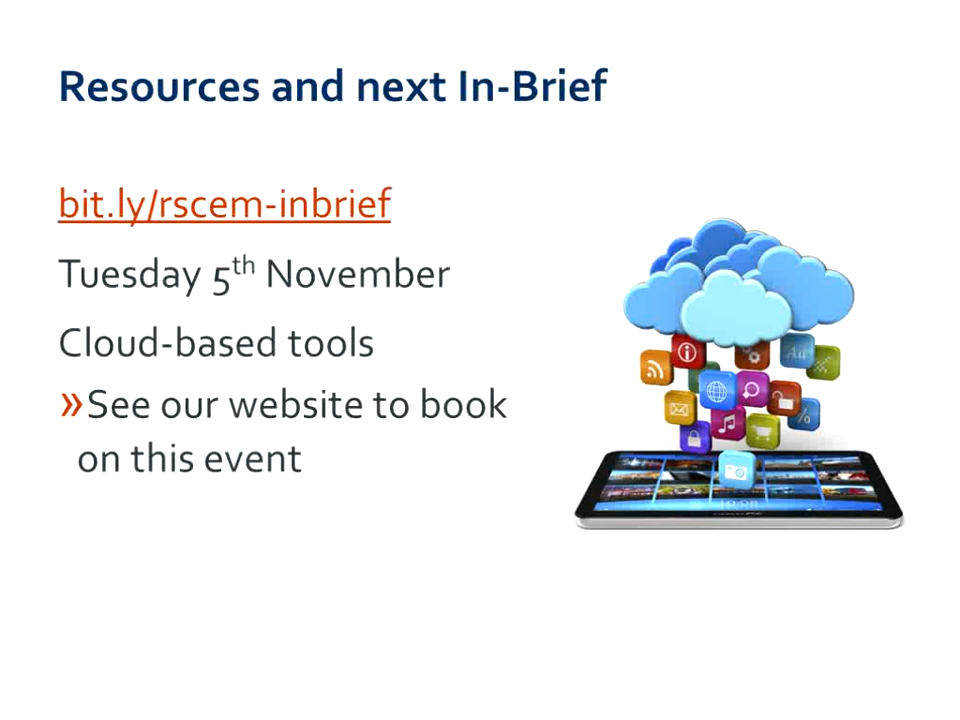 Resources and next In-Brief
bit.ly/rscem-inbrief
Tuesday 5th November
Cloud-based tools
»See our website to book
on this event
Aa
%